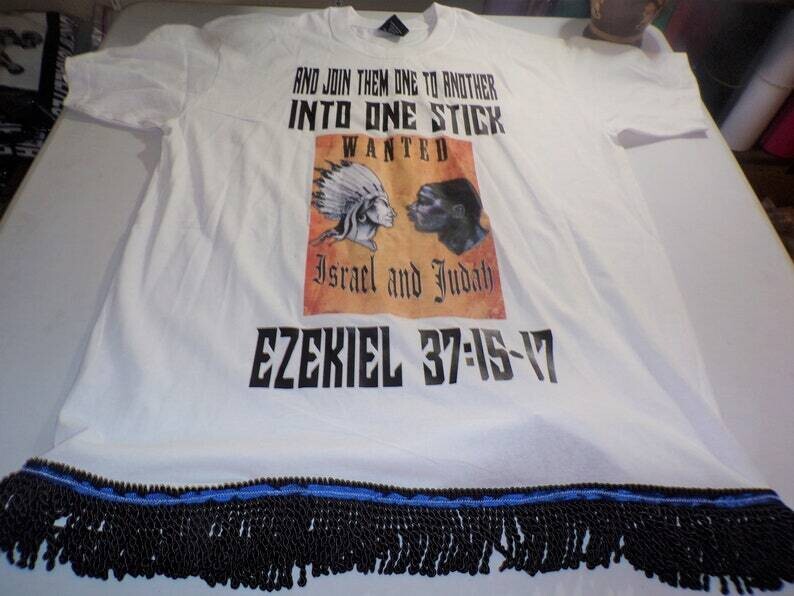 AND JOIN THEM ONE TO ANOTHER
INTO ONE STICK
WANTED
Israel and Judah
EZEKIEL 37:15-17